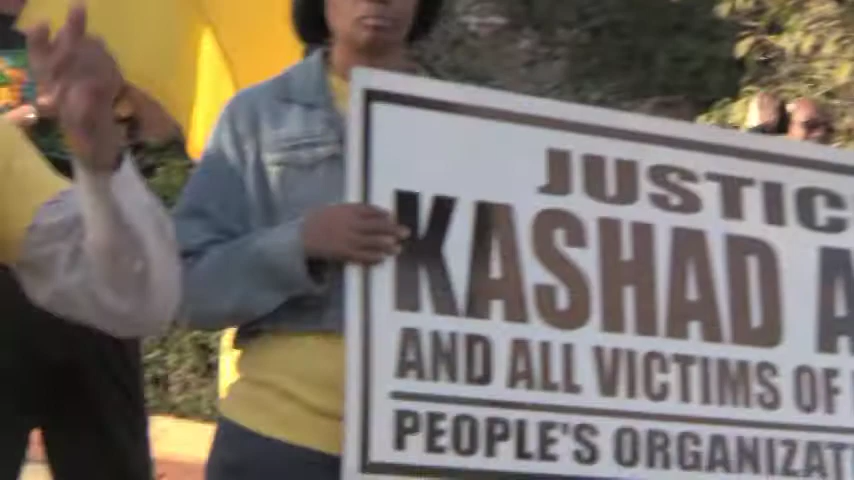 JUSTIC
KASHAD A
AND ALL VICTIMS OF
PEOPLE'S ORGANIZAT